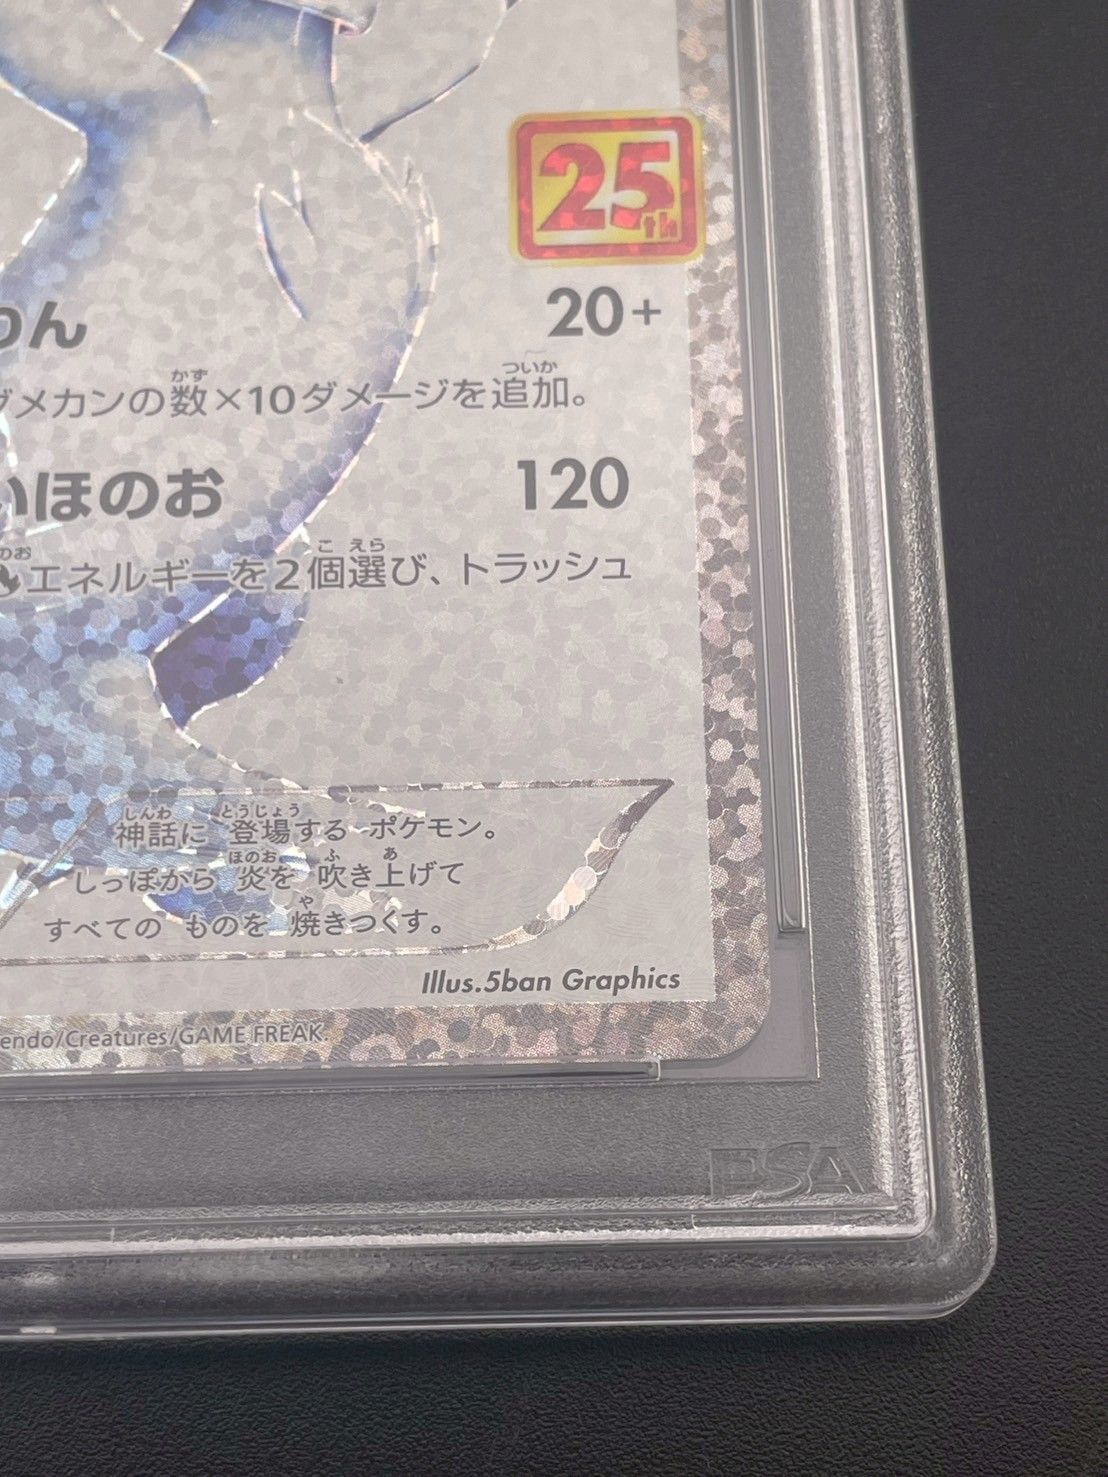 25th
わん 20+
ダメカンの数×10ダメージを追加。
かず
ついか
いほのお 120
エネルギーを2個選び、トラッシュ
のお
こ えら
しんわ とうじょう
神話に 登場する ポケモン。
ほのお ふ あ
しっぽから 炎を 吹き上げて
や
すべての ものを 焼きつくす。
Illus.5ban Graphics
endo/Creatures/GAME FREAK.
PSA